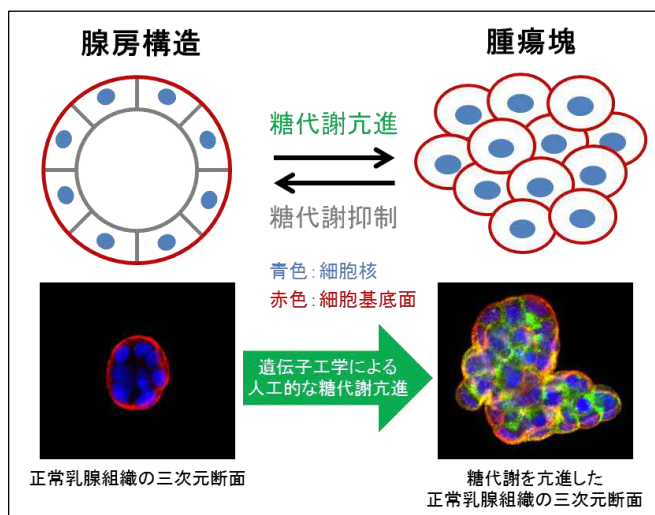 腺房構造
腫瘍塊
糖代謝亢進
糖代謝抑制
青色:細胞核
赤色:細胞基底面
遺伝子工学による
人工的な糖代謝亢進
正常乳腺組織の三次元断面
糖代謝を亢進した
正常乳腺組織の三次元断面